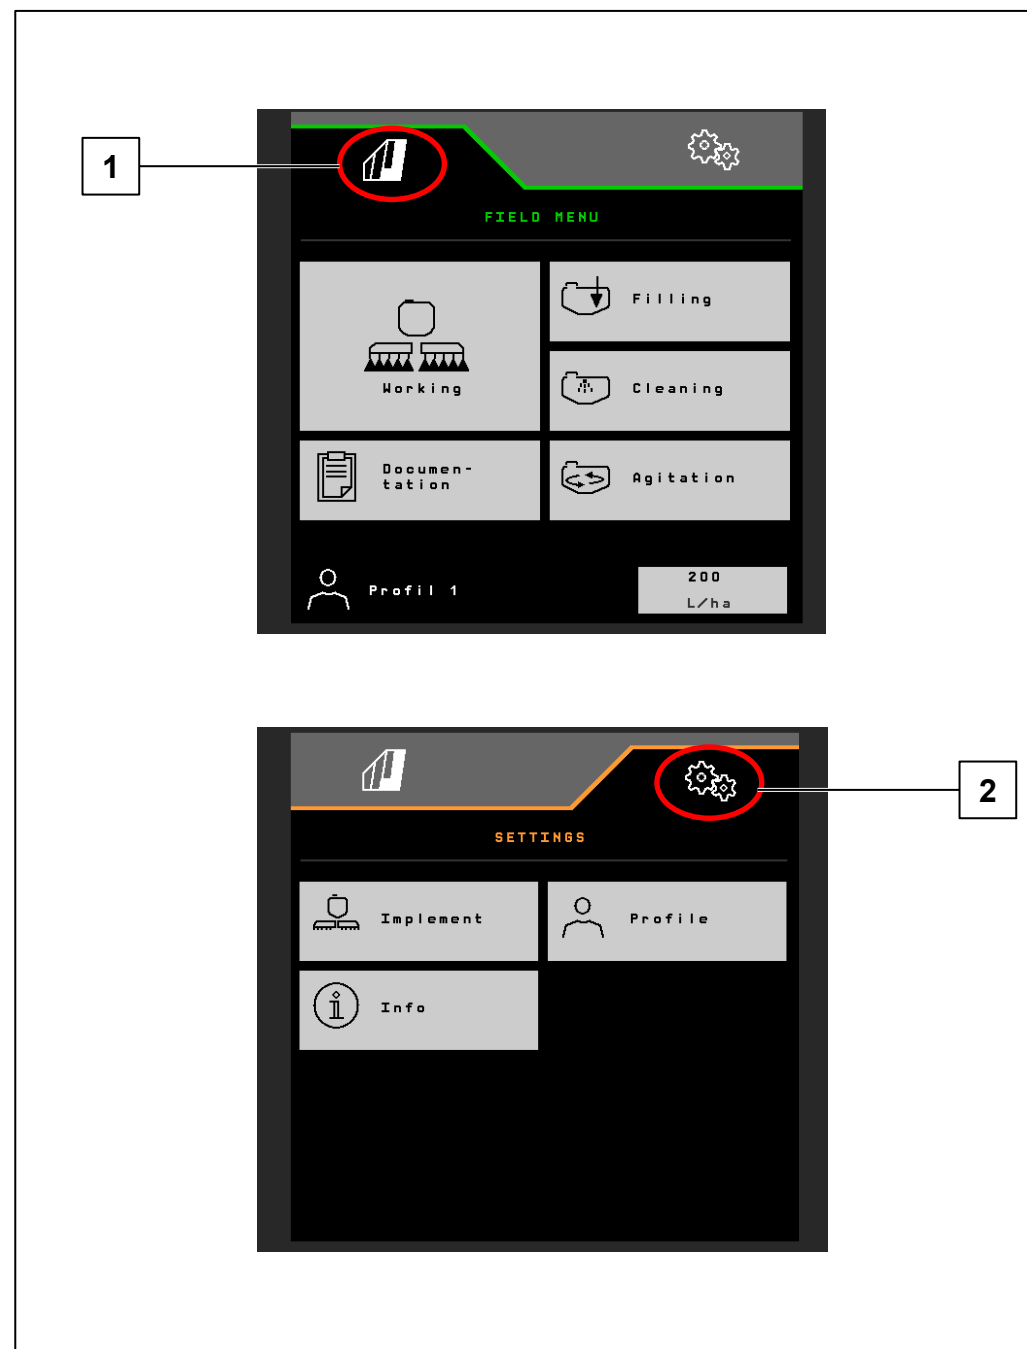 1
FIELD MENU
Working
Filling
Cleaning
Documen-
tation
Agitation
Profil 1
200
L/ha
2
SETTINGS
Implement
Profile
Info